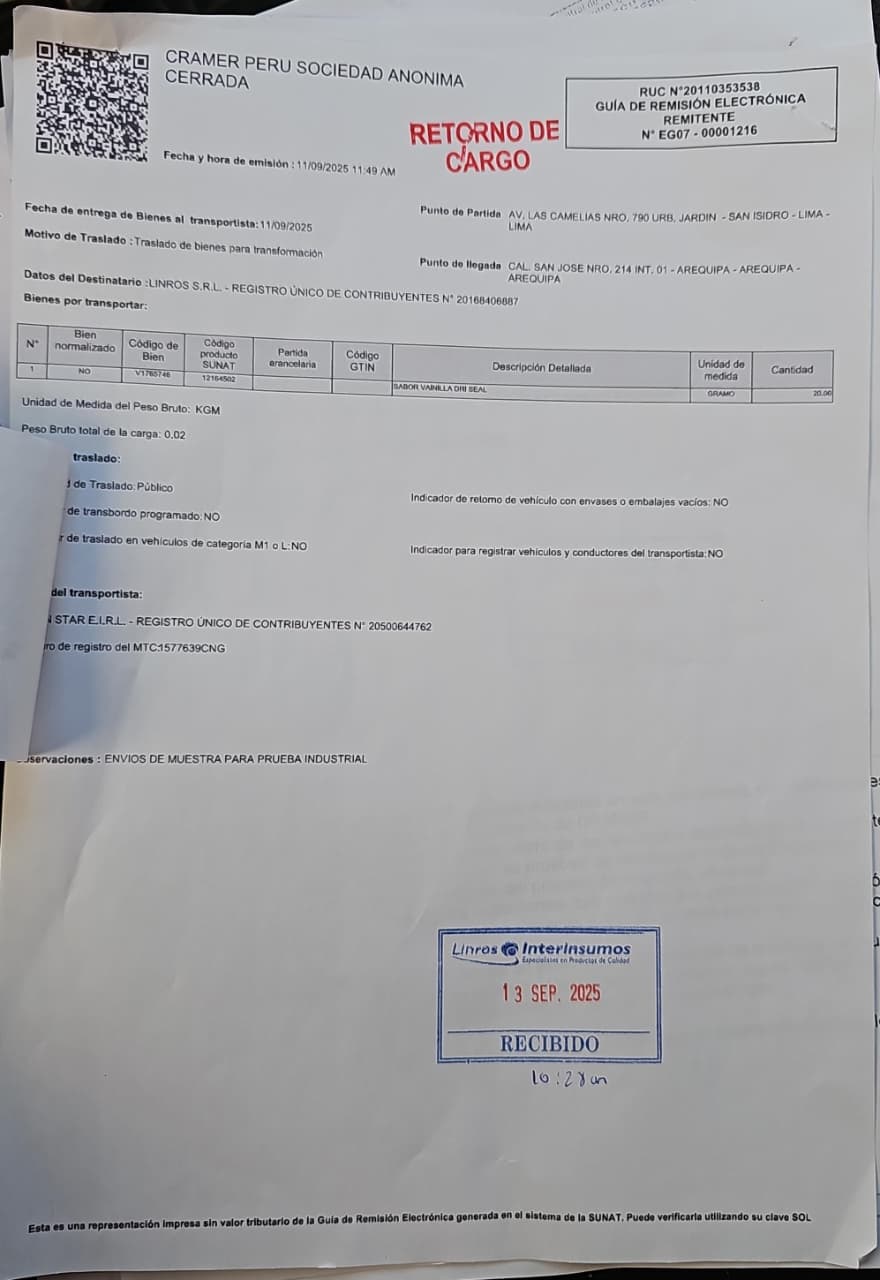 CRAMER PERU SOCIEDAD ANONIMA
CERRADA
RUC N°20110353538
GUÍA DE REMISIÓN ELECTRÓNICA
REMITENTE
N° EG07 - 00001216
RETORNO DE
CARGO
Fecha y hora de emisión : 11/09/2025 11:49 AM
Fecha de entrega de Bienes al transportista: 11/09/2025
Punto de Partida AV. LAS CAMELIAS NRO. 790 URB. JARDIN - SAN ISIDRO - LIMA -
LIMA
Motivo de Traslado : Traslado de bienes para transformación
Punto de llegada CAL. SAN JOSE NRO. 214 INT. 01 - AREQUIPA - AREQUIPA -
AREQUIPA
Datos del Destinatario :LINROS S.R.L. - REGISTRO ÚNICO DE CONTRIBUYENTES N° 20168406887
Bienes por transportar:
N° Bien normalizado Código de Bien Código producto SUNAT Partida arancelaria Código GTIN Descripción Detallada Unidad de medida Cantidad
1 NO V1765746 12164502 SABOR VAINILLA GRAMO 20.00
Unidad de Medida del Peso Bruto: KGM
Peso Bruto total de la carga: 0.02
traslado:
de Traslado: Público
Indicador de retorno de vehículo con envases o embalajes vacíos: NO
de transbordo programado: NO
de traslado en vehículos de categoría M1 o L: NO
Indicador para registrar vehículos y conductores del transportista: NO
del transportista:
STAR E.I.R.L. - REGISTRO ÚNICO DE CONTRIBUYENTES N° 20500644762
ro de registro del MTC:1577639CNG
servaciones : ENVIOS DE MUESTRA PARA PRUEBA INDUSTRIAL
Linros Interinsumos
Especialistas en Productos de Calidad
13 SEP. 2025
RECIBIDO
10:28 am
Esta es una representación impresa sin valor tributario de la Guía de Remisión Electrónica generada en el sistema de la SUNAT. Puede verificarla utilizando su clave SOL